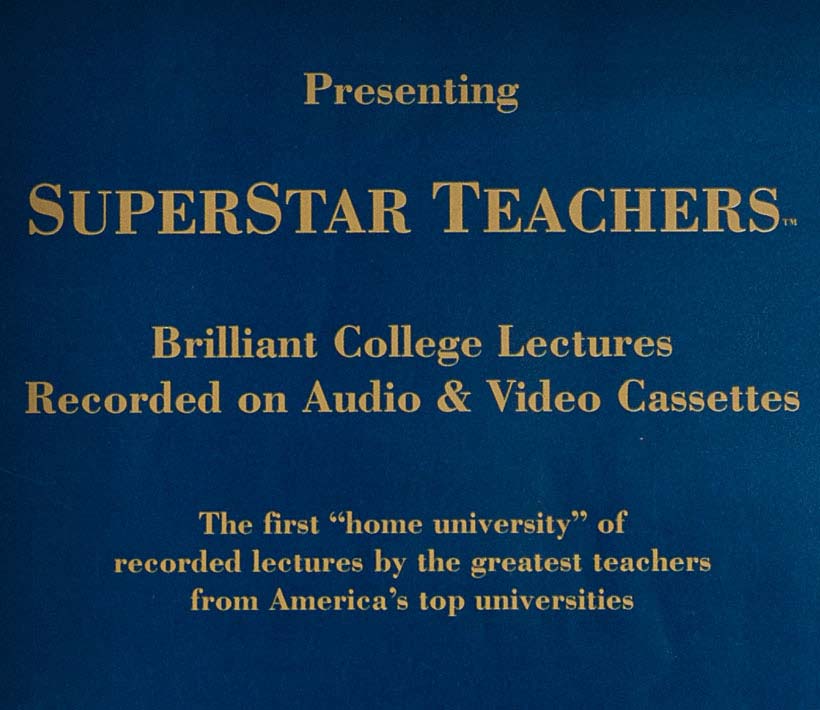 Presenting
SUPERSTAR TEACHERS™
Brilliant College Lectures
Recorded on Audio & Video Cassettes
The first “home university” of
recorded lectures by the greatest teachers
from America’s top universities